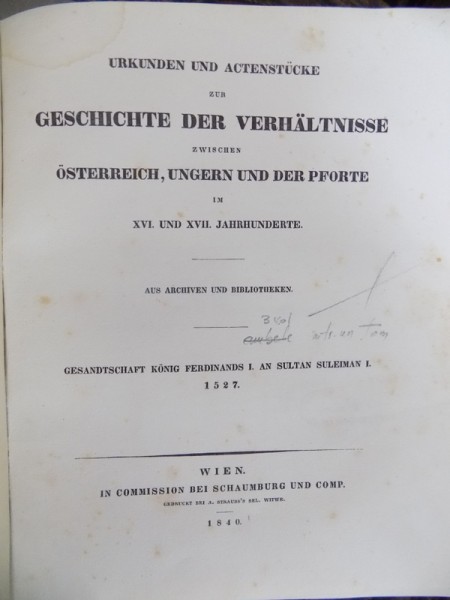 URKUNDEN UND ACTENSTÜCKE
ZUR
GESCHICHTE DER VERHÄLTNISSE
ZWISCHEN
ÖSTERREICH, UNGERN UND DER PFORTE
IM
XVI. UND XVII. JAHRHUNDERTE.
AUS ARCHIVEN UND BIBLIOTHEKEN.
GESANDTSCHAFT KÖNIG FERDINANDS I. AN SULTAN SULEIMAN I.
1527.
WIEN.
IN COMMISSION BEI SCHAUMBURG UND COMP.
GEDRUCKT BEI A. STRAUSS'S SEL. WITWE.
1840.